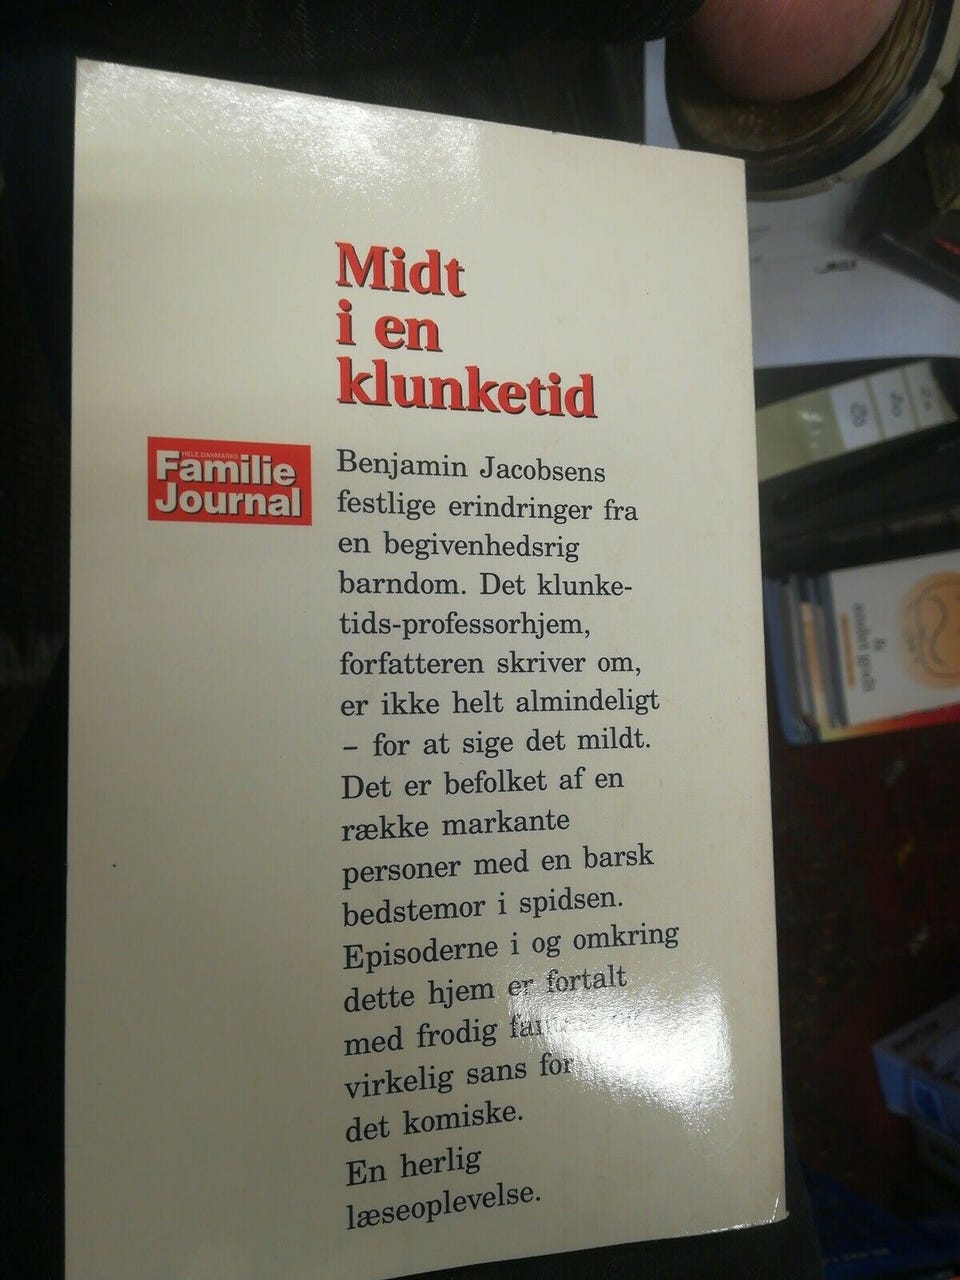 Midt
i en
klunketid
HELE DANMARKS
Familie
Journal
Benjamin Jacobsens
festlige erindringer fra
en begivenhedsrig
barndom. Det klunke-
tids-professorhjem,
forfatteren skriver om,
er ikke helt almindeligt
– for at sige det mildt.
Det er befolket af en
række markante
personer med en barsk
bedstemor i spidsen.
Episoderne i og omkring
dette hjem er fortalt
med frodig
virkelig sans for
det komiske.
En herlig
læseoplevelse.